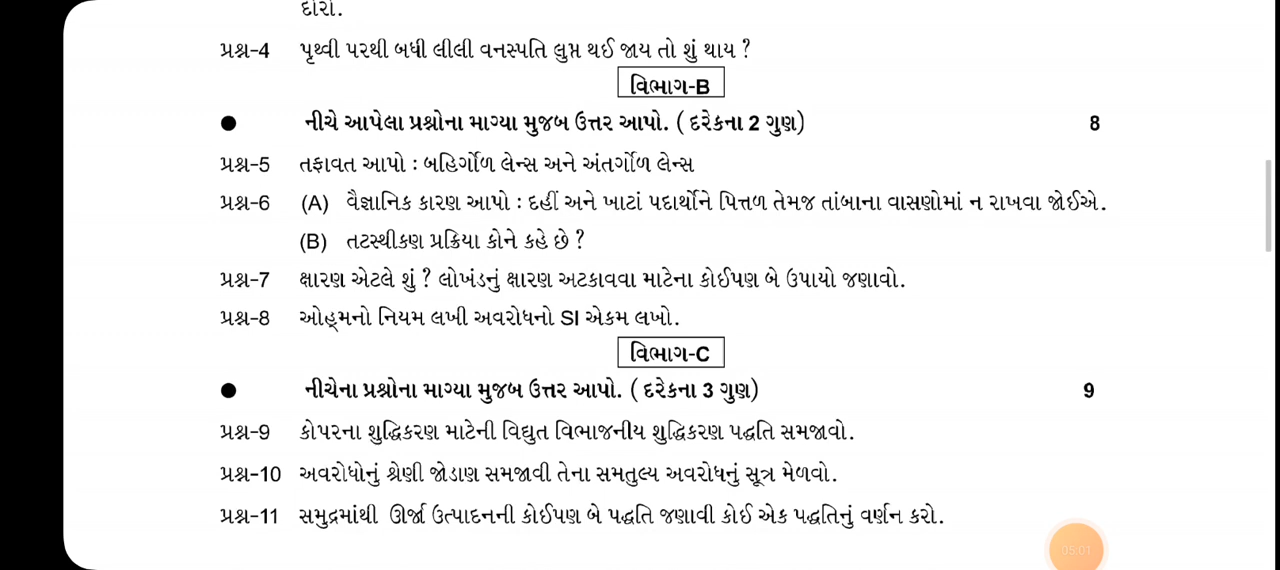 દોરો.
પ્રશ્ન-4 પૃથ્વી પરથી બધી લીલી વનસ્પતિ લુપ્ત થઈ જાય તો શું થાય ?
વિભાગ-B
● નીચે આપેલા પ્રશ્નોના માગ્યા મુજબ ઉત્તર આપો. ( દરેકના 2 ગુણ) 8
પ્રશ્ન-5 તફાવત આપો : બહિર્ગોળ લેન્સ અને અંતર્ગોળ લેન્સ
પ્રશ્ન-6 (A) વૈજ્ઞાનિક કારણ આપો : દહીં અને ખાટાં પદાર્થોને પિત્તળ તેમજ તાંબાના વાસણોમાં ન રાખવા જોઈએ.
(B) તટસ્થીકણ પ્રક્રિયા કોને કહે છે ?
પ્રશ્ન-7 ક્ષારણ એટલે શું ? લોખંડનું ક્ષારણ અટકાવવા માટેના કોઈપણ બે ઉપાયો જણાવો.
પ્રશ્ન-8 ઓહ્મનો નિયમ લખી અવરોધનો SI એકમ લખો.
વિભાગ-C
● નીચેના પ્રશ્નોના માગ્યા મુજબ ઉત્તર આપો. ( દરેકના 3 ગુણ) 9
પ્રશ્ન-9 કોપરના શુદ્ધિકરણ માટેની વિદ્યુત વિભાજનીય શુદ્ધિકરણ પદ્ધતિ સમજાવો.
પ્રશ્ન-10 અવરોધોનું શ્રેણી જોડાણ સમજાવી તેના સમતુલ્ય અવરોધનું સૂત્ર મેળવો.
પ્રશ્ન-11 સમુદ્રમાંથી ઊર્જા ઉત્પાદનની કોઈપણ બે પદ્ધતિ જણાવી કોઈ એક પદ્ધતિનું વર્ણન કરો.
05:01